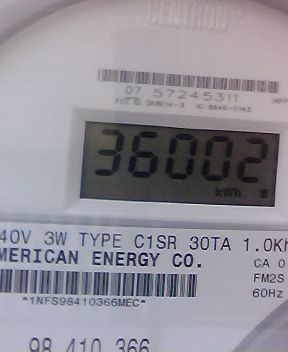 CENTRON
07 57245311
36002
kWh
40V 3W TYPE C1SR 30TA 1.0Kh
MERICAN ENERGY CO.
CA 0
FM2S
60Hz
*1NFS98410366MEC*
98 410 366